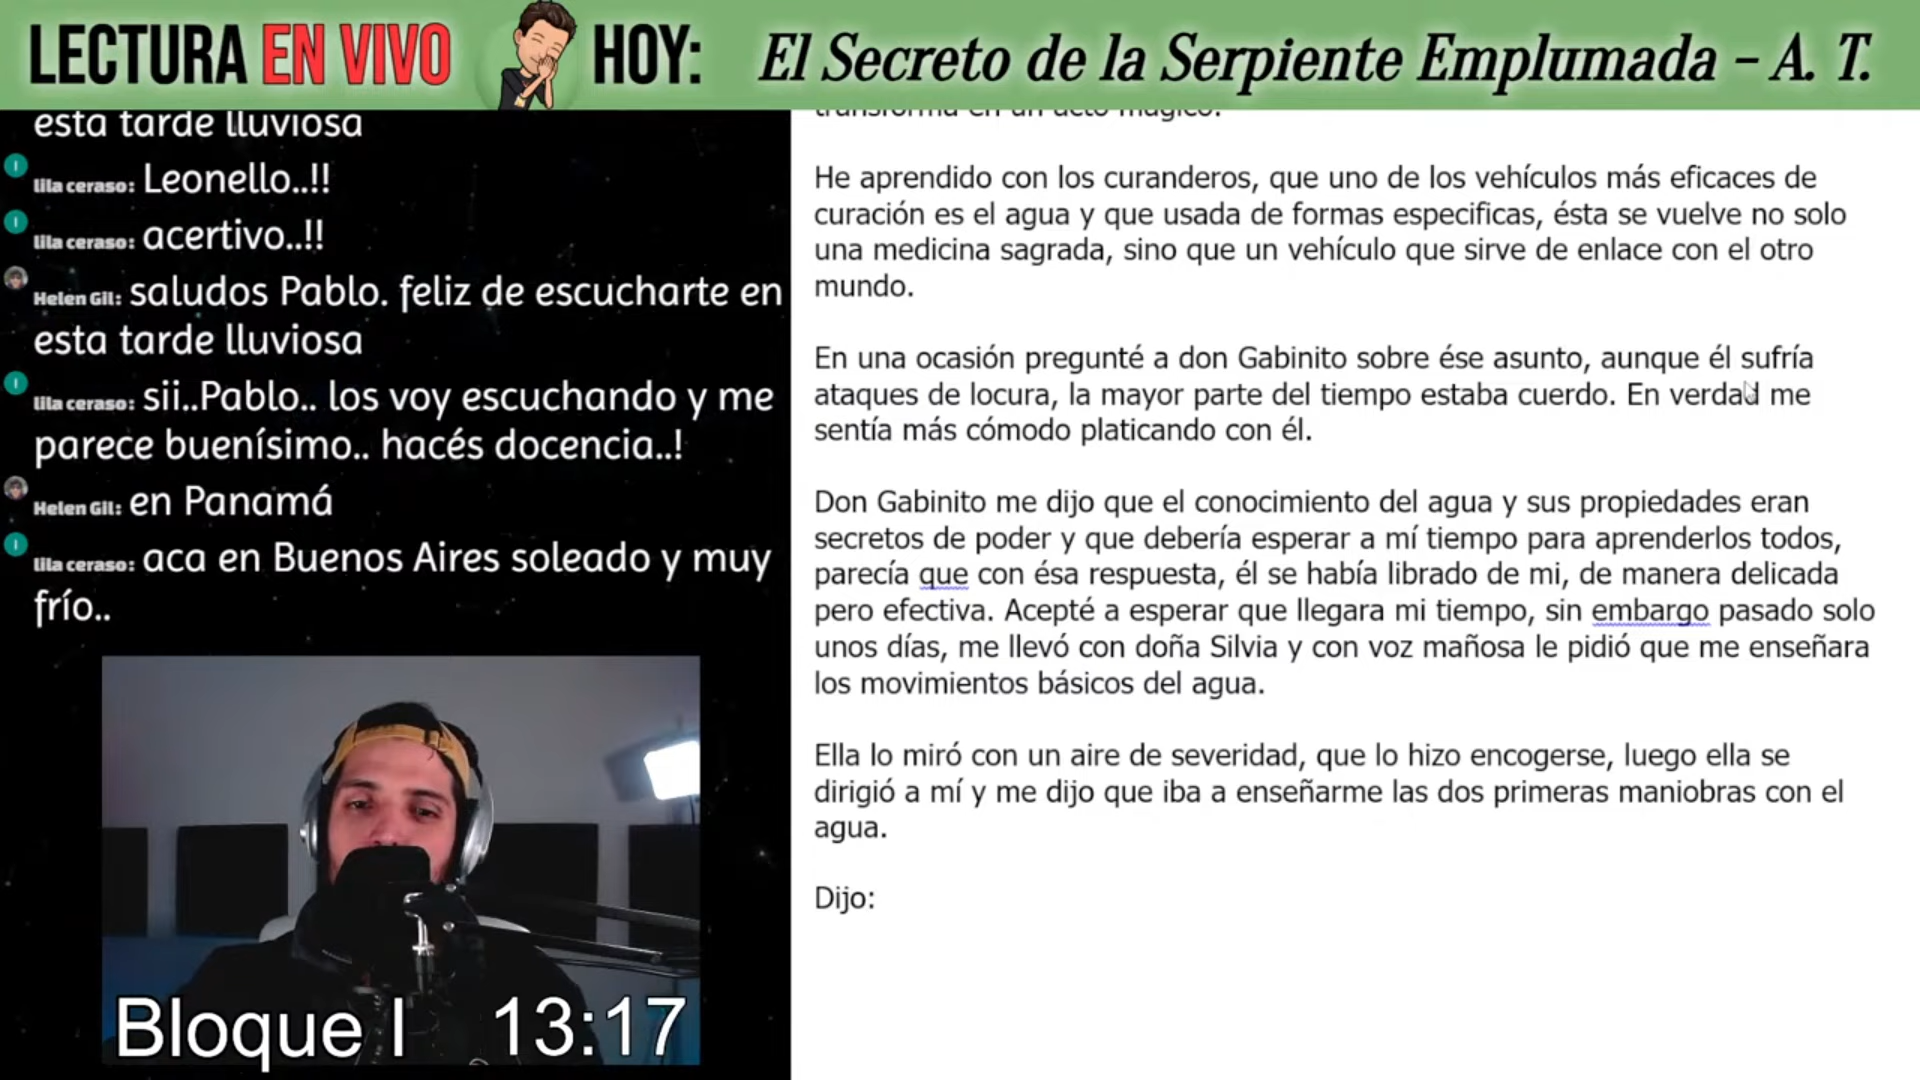 LECTURA EN VIVO HOY: El Secreto de la Serpiente Emplumada - A. T.
esta tarde lluviosa
lila ceraso: Leonello..!!
lila ceraso: acertivo..!!
Helen Gil: saludos Pablo. feliz de escucharte en
esta tarde lluviosa
lila ceraso: sii..Pablo.. los voy escuchando y me
parece buenísimo.. hacés docencia..!
Helen Gil: en Panamá
lila ceraso: aca en Buenos Aires soleado y muy
frío..
Bloque I 13:17
transforma en un acto mágico.
He aprendido con los curanderos, que uno de los vehículos más eficaces de
curación es el agua y que usada de formas especificas, ésta se vuelve no solo
una medicina sagrada, sino que un vehículo que sirve de enlace con el otro
mundo.
En una ocasión pregunté a don Gabinito sobre ése asunto, aunque él sufría
ataques de locura, la mayor parte del tiempo estaba cuerdo. En verdad me
sentía más cómodo platicando con él.
Don Gabinito me dijo que el conocimiento del agua y sus propiedades eran
secretos de poder y que debería esperar a mí tiempo para aprenderlos todos,
parecía que con ésa respuesta, él se había librado de mi, de manera delicada
pero efectiva. Acepté a esperar que llegara mi tiempo, sin embargo pasado solo
unos días, me llevó con doña Silvia y con voz mañosa le pidió que me enseñara
los movimientos básicos del agua.
Ella lo miró con un aire de severidad, que lo hizo encogerse, luego ella se
dirigió a mí y me dijo que iba a enseñarme las dos primeras maniobras con el
agua.
Dijo: